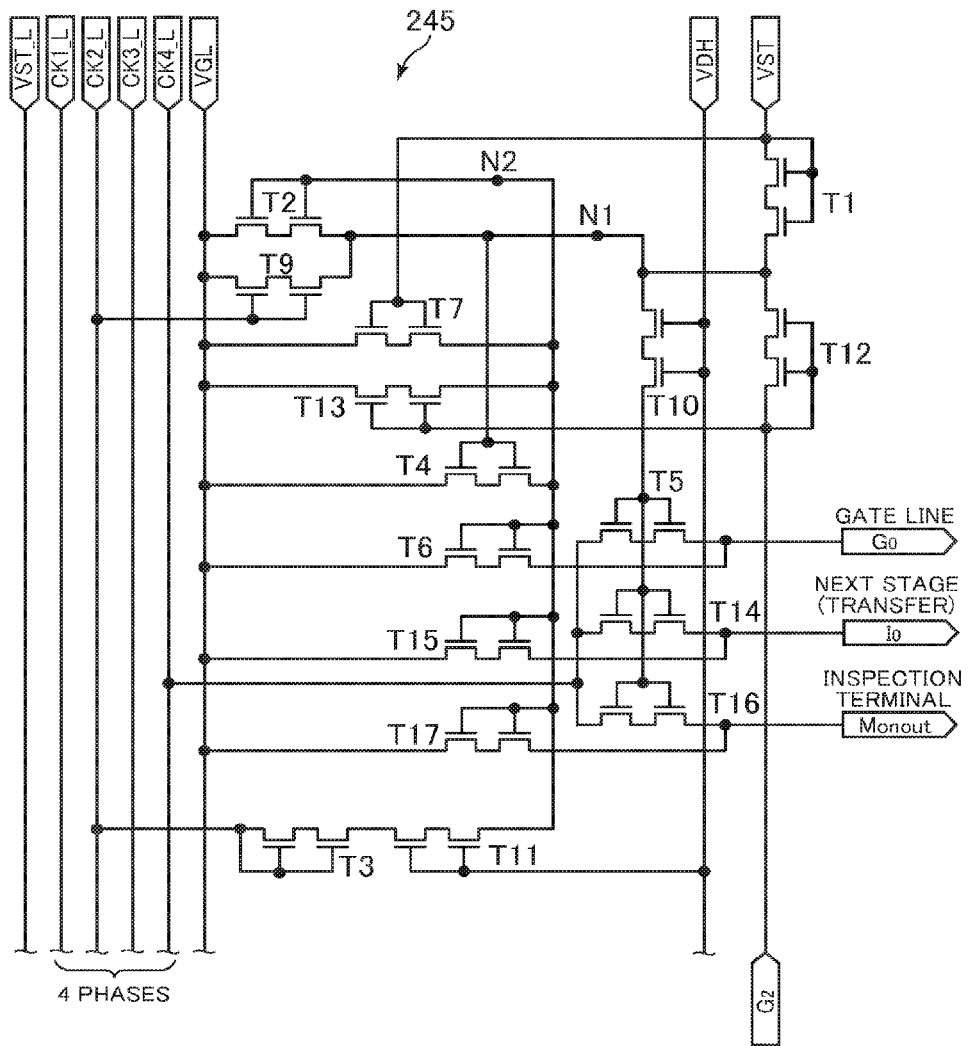 245
VST_L
CK1_L
CK2_L
CK3_L
CK4_L
VGL
VDH
VST
N2
T2
N1
T1
T9
T7
T12
T13
T10
T4
T5
GATE LINE
G0
T6
NEXT STAGE
(TRANSFER)
I0
T14
T15
INSPECTION
TERMINAL
Monout
T16
T17
T3
T11
4 PHASES
G2